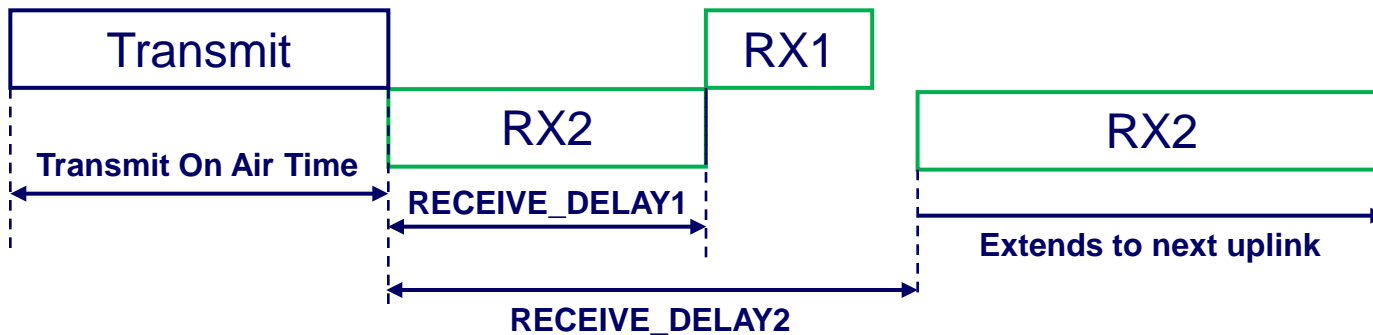 Transmit
RX1
RX2
RX2
Transmit On Air Time
RECEIVE_DELAY1
Extends to next uplink
RECEIVE_DELAY2